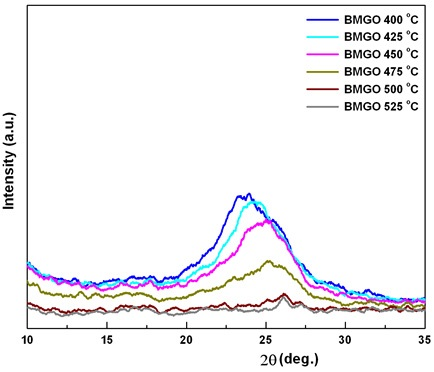 BMGO 400 °C
BMGO 425 °C
BMGO 450 °C
BMGO 475 °C
BMGO 500 °C
BMGO 525 °C
Intensity (a.u.)
10 15 20 25 30 35
2θ (deg.)